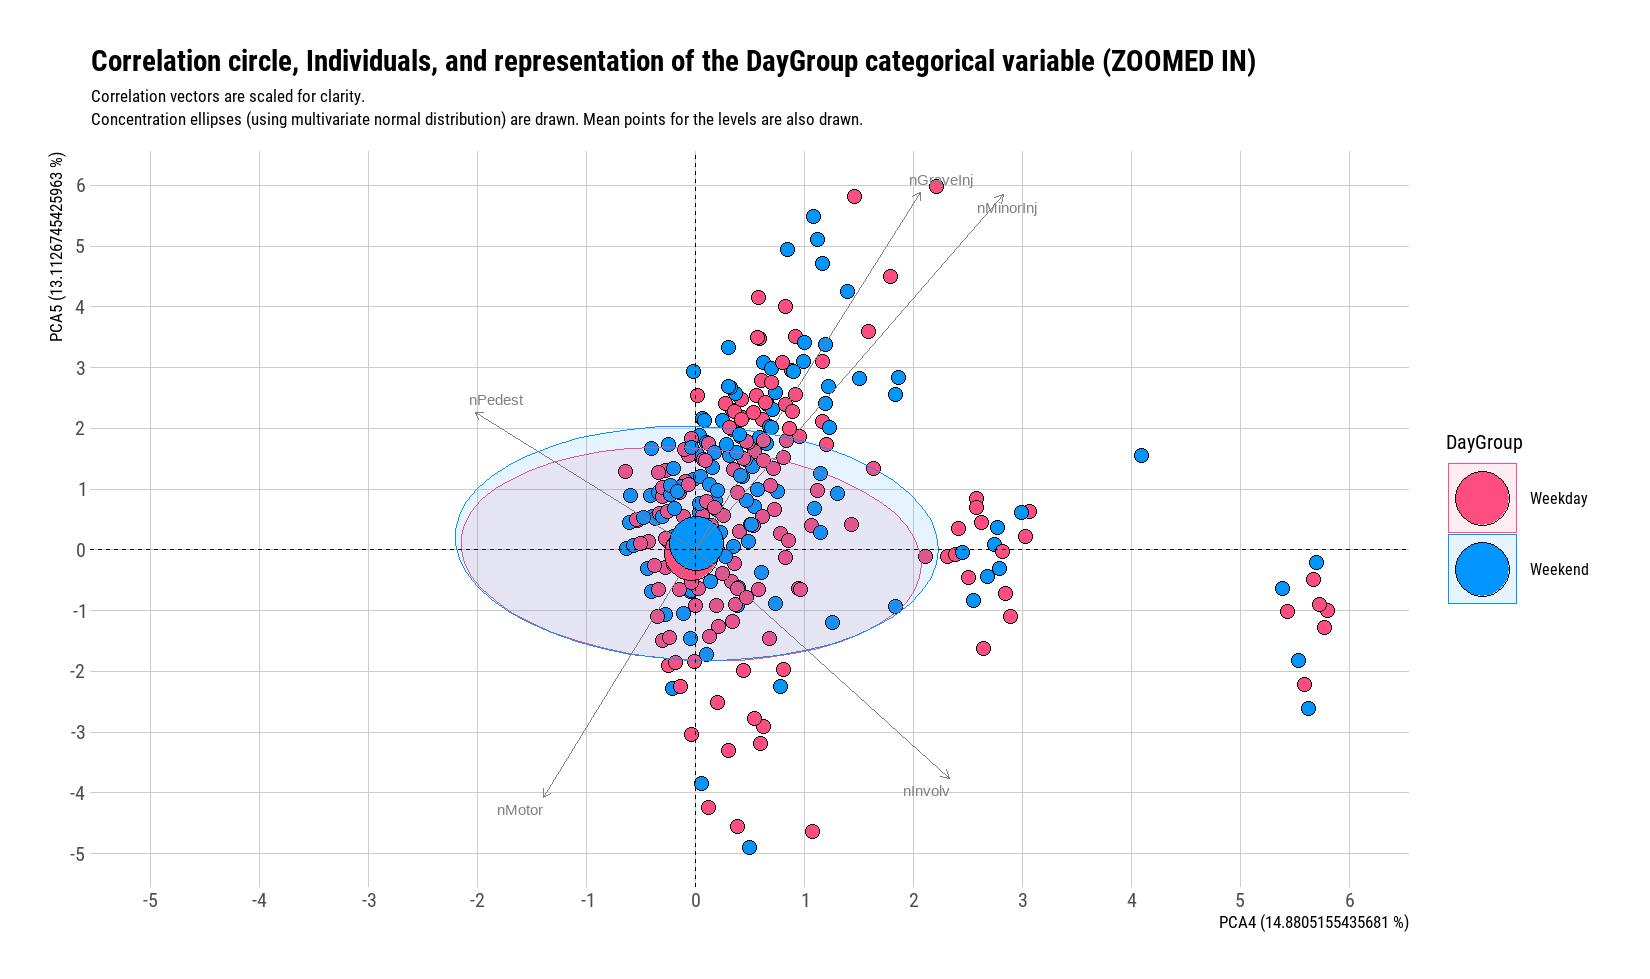 Correlation circle, Individuals, and representation of the DayGroup categorical variable (ZOOMED IN)
Correlation vectors are scaled for clarity.
Concentration ellipses (using multivariate normal distribution) are drawn. Mean points for the levels are also drawn.
PCA5 (13.1126745425963 %)
6
5
4
3
2
1
0
-1
-2
-3
-4
-5
nGraveInj
nMinorInj
nPedest
nMotor
nInvolv
DayGroup
Weekday
Weekend
-5 -4 -3 -2 -1 0 1 2 3 4 5 6
PCA4 (14.8805155435681 %)